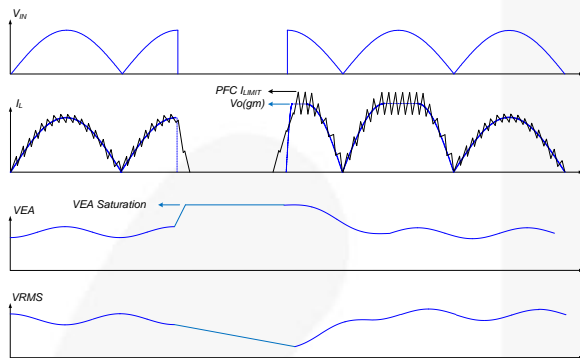 VIN
PFC ILIMIT
IL
Vo(gm)
VEA
VEA Saturation
VRMS